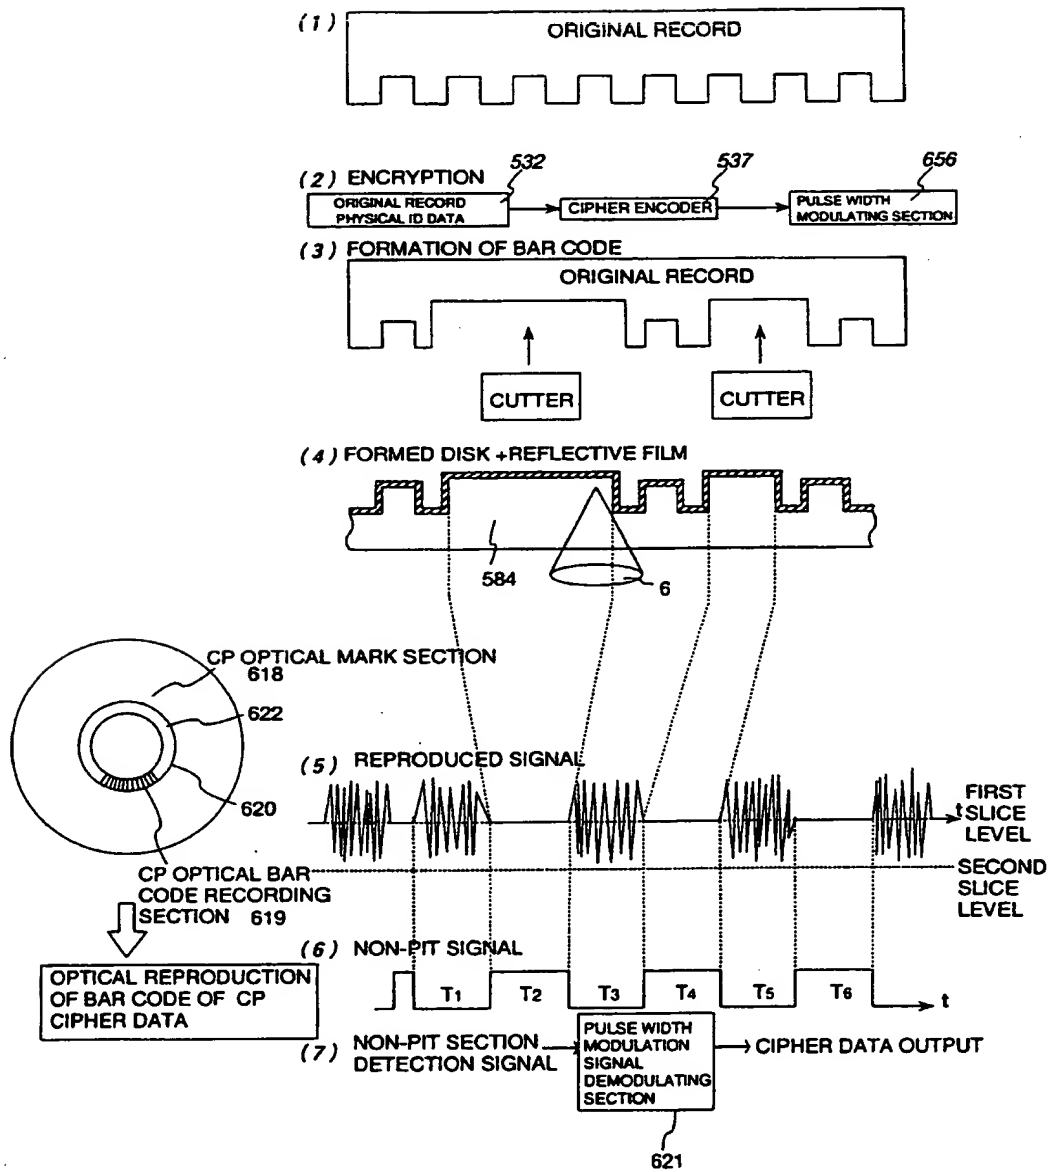 (1)
ORIGINAL RECORD
(2) ENCRYPTION
532
537
656
ORIGINAL RECORD
PHYSICAL ID DATA
CIPHER ENCODER
PULSE WIDTH
MODULATING SECTION
(3) FORMATION OF BAR CODE
ORIGINAL RECORD
CUTTER
CUTTER
(4) FORMED DISK +REFLECTIVE FILM
584
6
CP OPTICAL MARK SECTION
618
622
620
CP OPTICAL BAR
CODE RECORDING
SECTION 619
OPTICAL REPRODUCTION
OF BAR CODE OF CP
CIPHER DATA
(5) REPRODUCED SIGNAL
t
FIRST
SLICE
LEVEL
SECOND
SLICE
LEVEL
(6) NON-PIT SIGNAL
T1 T2 T3 T4 T5 T6
t
(7) NON-PIT SECTION
DETECTION SIGNAL
PULSE WIDTH
MODULATION
SIGNAL
DEMODULATING
SECTION
CIPHER DATA OUTPUT
621